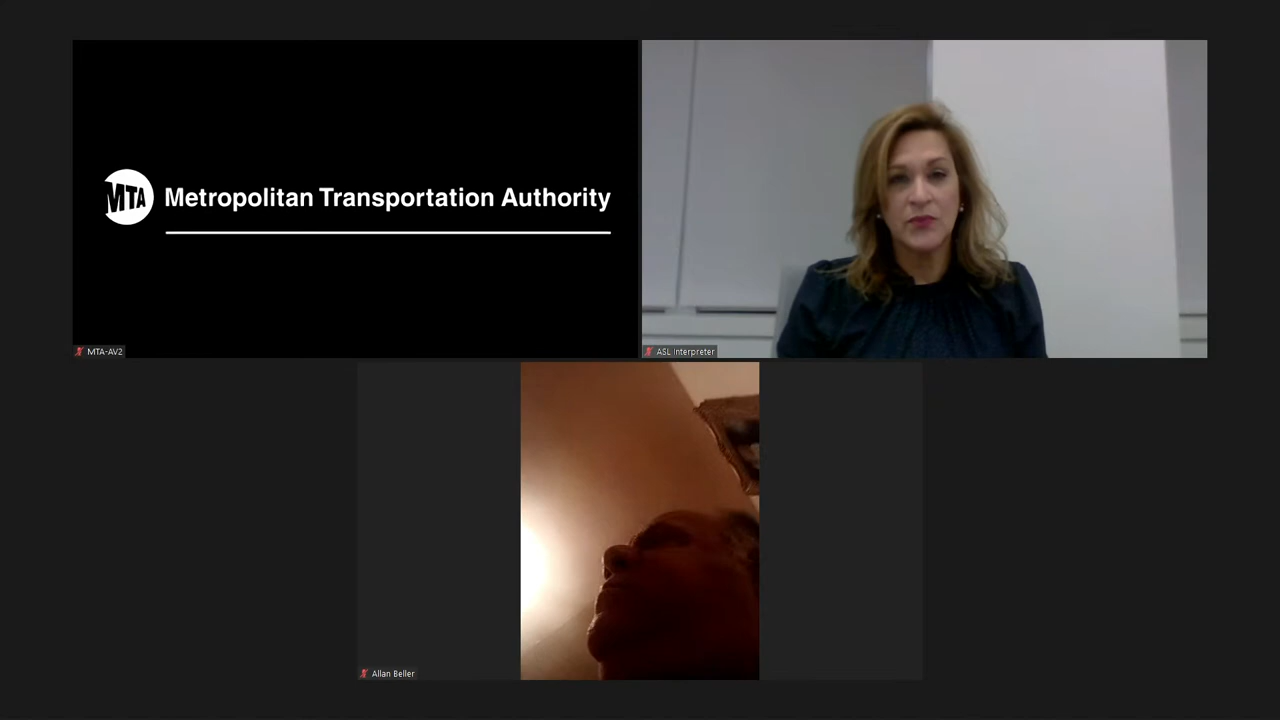 MTA Metropolitan Transportation Authority
MTA-AV2
ASL Interpreter
Allan Beller